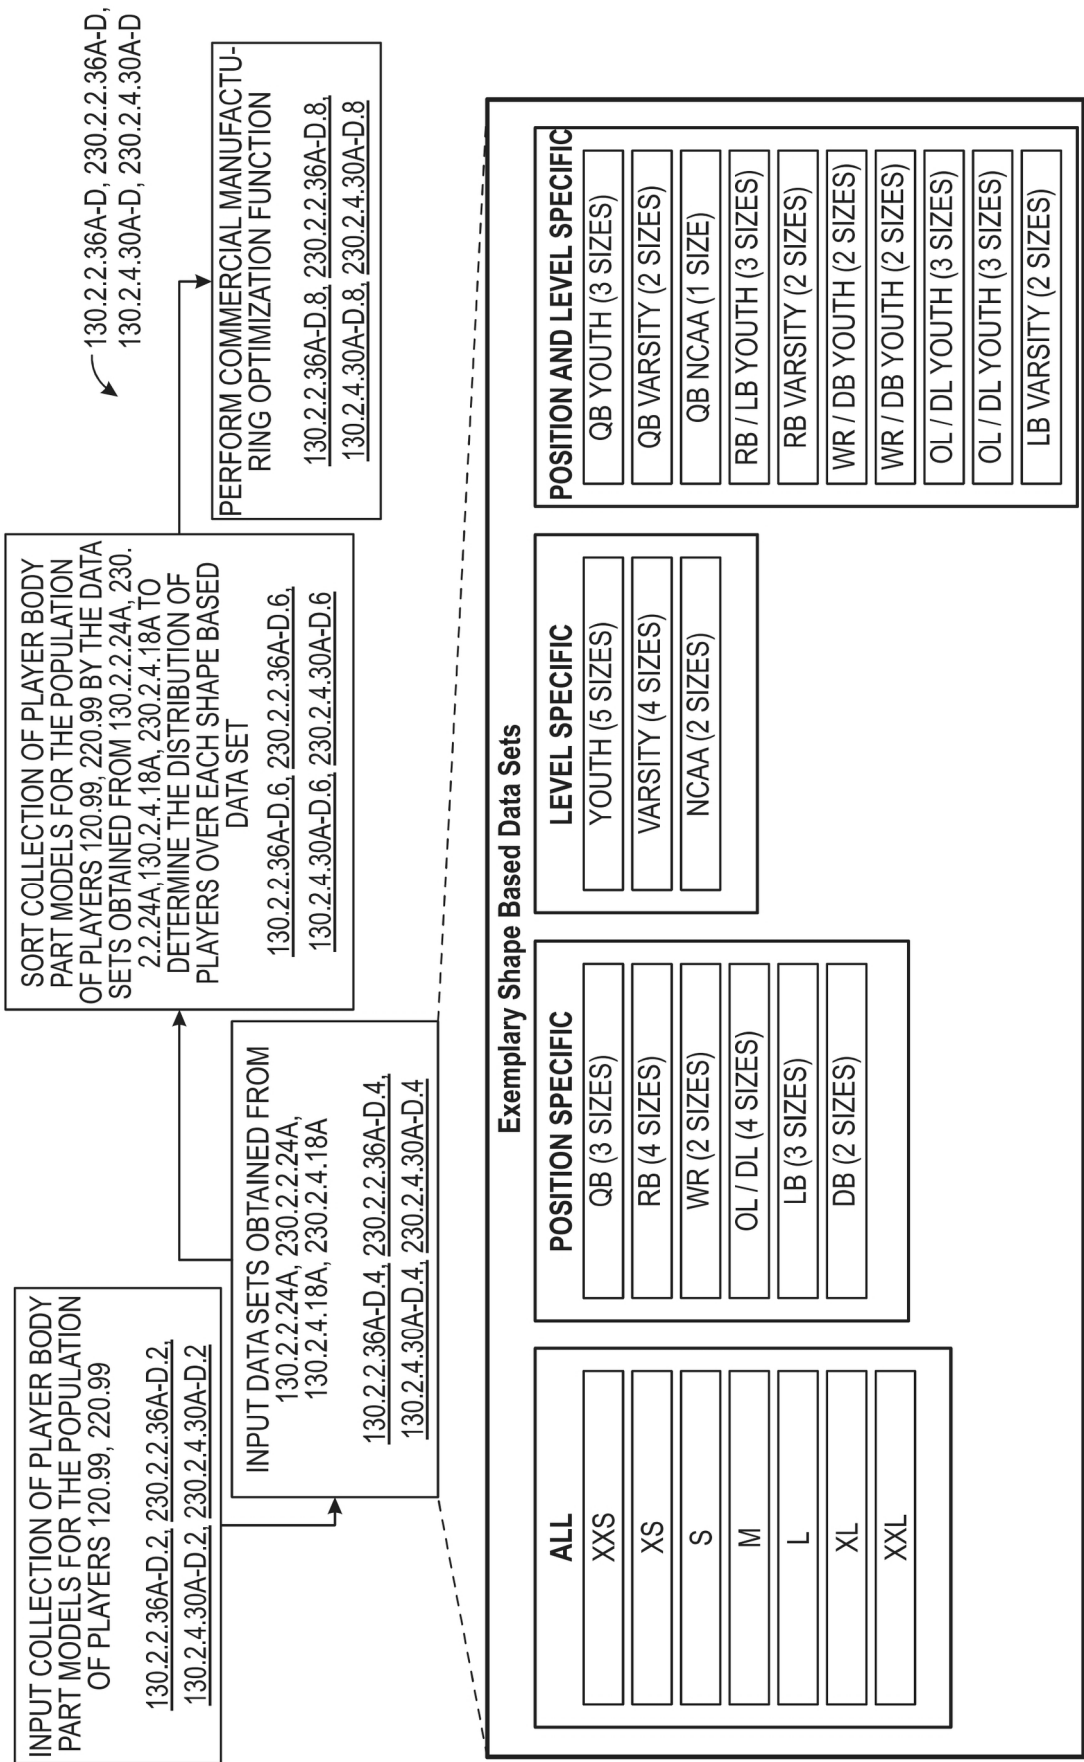 130.2.2.36A-D, 230.2.2.36A-D,
130.2.4.30A-D, 230.2.4.30A-D
INPUT COLLECTION OF PLAYER BODY
PART MODELS FOR THE POPULATION
OF PLAYERS 120.99, 220.99
130.2.2.36A-D.2, 230.2.2.36A-D.2,
130.2.4.30A-D.2, 230.2.4.30A-D.2
INPUT DATA SETS OBTAINED FROM
130.2.2.24A, 230.2.2.24A,
130.2.4.18A, 230.2.4.18A
130.2.2.36A-D.4, 230.2.2.36A-D.4,
130.2.4.30A-D.4, 230.2.4.30A-D.4
SORT COLLECTION OF PLAYER BODY
PART MODELS FOR THE POPULATION
OF PLAYERS 120.99, 220.99 BY THE DATA
SETS OBTAINED FROM 130.2.2.24A, 230.
2.2.24A,130.2.4.18A, 230.2.4.18A TO
DETERMINE THE DISTRIBUTION OF
PLAYERS OVER EACH SHAPE BASED
DATA SET
130.2.2.36A-D.6, 230.2.2.36A-D.6,
130.2.4.30A-D.6, 230.2.4.30A-D.6
PERFORM COMMERCIAL MANUFACTU-
RING OPTIMIZATION FUNCTION
130.2.2.36A-D.8, 230.2.2.36A-D.8,
130.2.4.30A-D.8, 230.2.4.30A-D.8
Exemplary Shape Based Data Sets
ALL
XXS
XS
S
M
L
XL
XXL
POSITION SPECIFIC
QB (3 SIZES)
RB (4 SIZES)
WR (2 SIZES)
OL / DL (4 SIZES)
LB (3 SIZES)
DB (2 SIZES)
LEVEL SPECIFIC
YOUTH (5 SIZES)
VARSITY (4 SIZES)
NCAA (2 SIZES)
POSITION AND LEVEL SPECIFIC
QB YOUTH (3 SIZES)
QB VARSITY (2 SIZES)
QB NCAA (1 SIZE)
RB / LB YOUTH (3 SIZES)
RB VARSITY (2 SIZES)
WR / DB YOUTH (2 SIZES)
WR / DB YOUTH (2 SIZES)
OL / DL YOUTH (3 SIZES)
OL / DL YOUTH (3 SIZES)
LB VARSITY (2 SIZES)